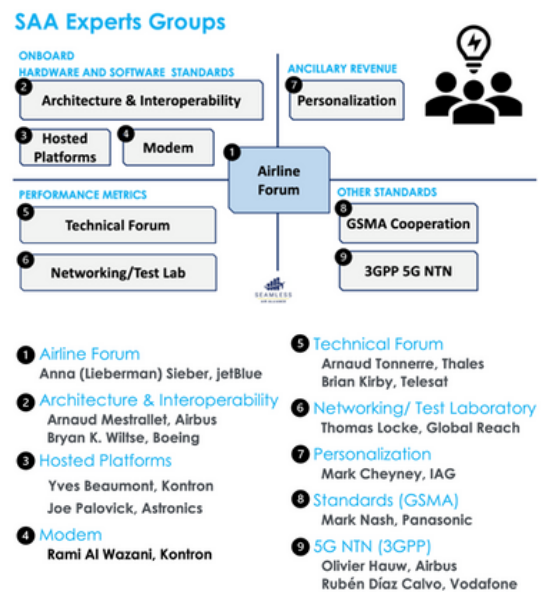 SAA Experts Groups
ONBOARD
HARDWARE AND SOFTWARE STANDARDS
2
Architecture & Interoperability
3
Hosted
Platforms
4
Modem
ANCILLARY REVENUE
7
Personalization
1
Airline
Forum
PERFORMANCE METRICS
5
Technical Forum
6
Networking/Test Lab
OTHER STANDARDS
8
GSMA Cooperation
9
3GPP 5G NTN
SEAMLESS
AIR ALLIANCE
1 Airline Forum
Anna (Lieberman) Sieber, jetBlue
2 Architecture & Interoperability
Arnaud Mestrallet, Airbus
Bryan K. Wiltse, Boeing
3 Hosted Platforms
Yves Beaumont, Kontron
Joe Palovick, Astronics
4 Modem
Rami Al Wazani, Kontron
5 Technical Forum
Arnaud Tonnerre, Thales
Brian Kirby, Telesat
6 Networking/ Test Laboratory
Thomas Locke, Global Reach
7 Personalization
Mark Cheyney, IAG
8 Standards (GSMA)
Mark Nash, Panasonic
9 5G NTN (3GPP)
Olivier Hauw, Airbus
Rubén Díaz Calvo, Vodafone